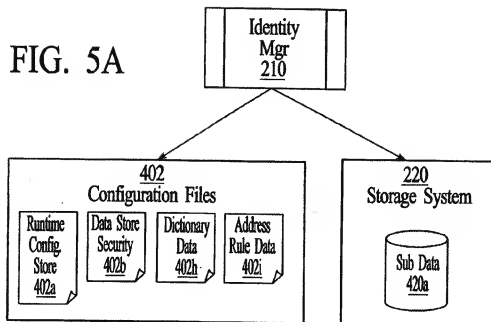 FIG. 5A
Identity
Mgr
210
402
Configuration Files
Runtime
Config.
Store
402a
Data Store
Security
402b
Dictionary
Data
402h
Address
Rule Data
402i
220
Storage System
Sub Data
420a